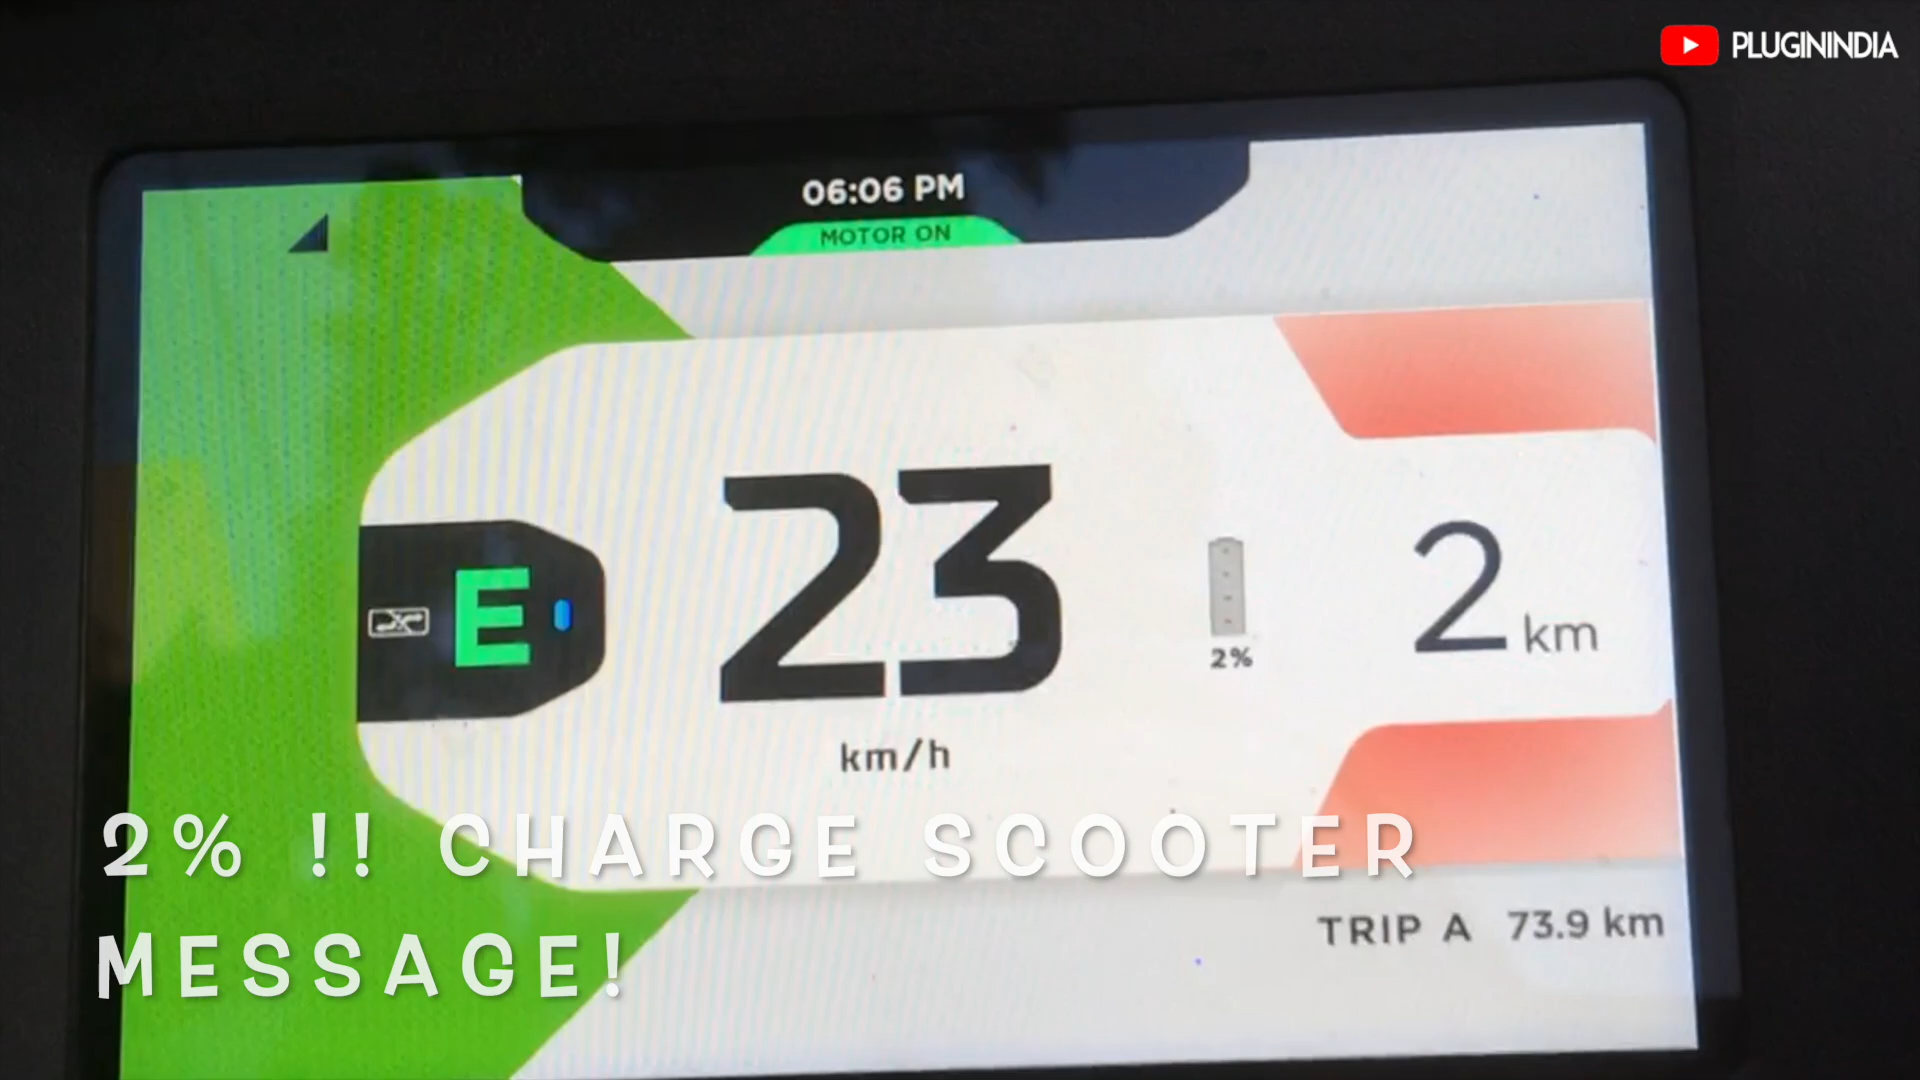 PLUGININDIA
06:06 PM
MOTOR ON
E
23
km/h
2%
2 km
2% !! CHARGE SCOOTER
MESSAGE!
TRIP A 73.9 km